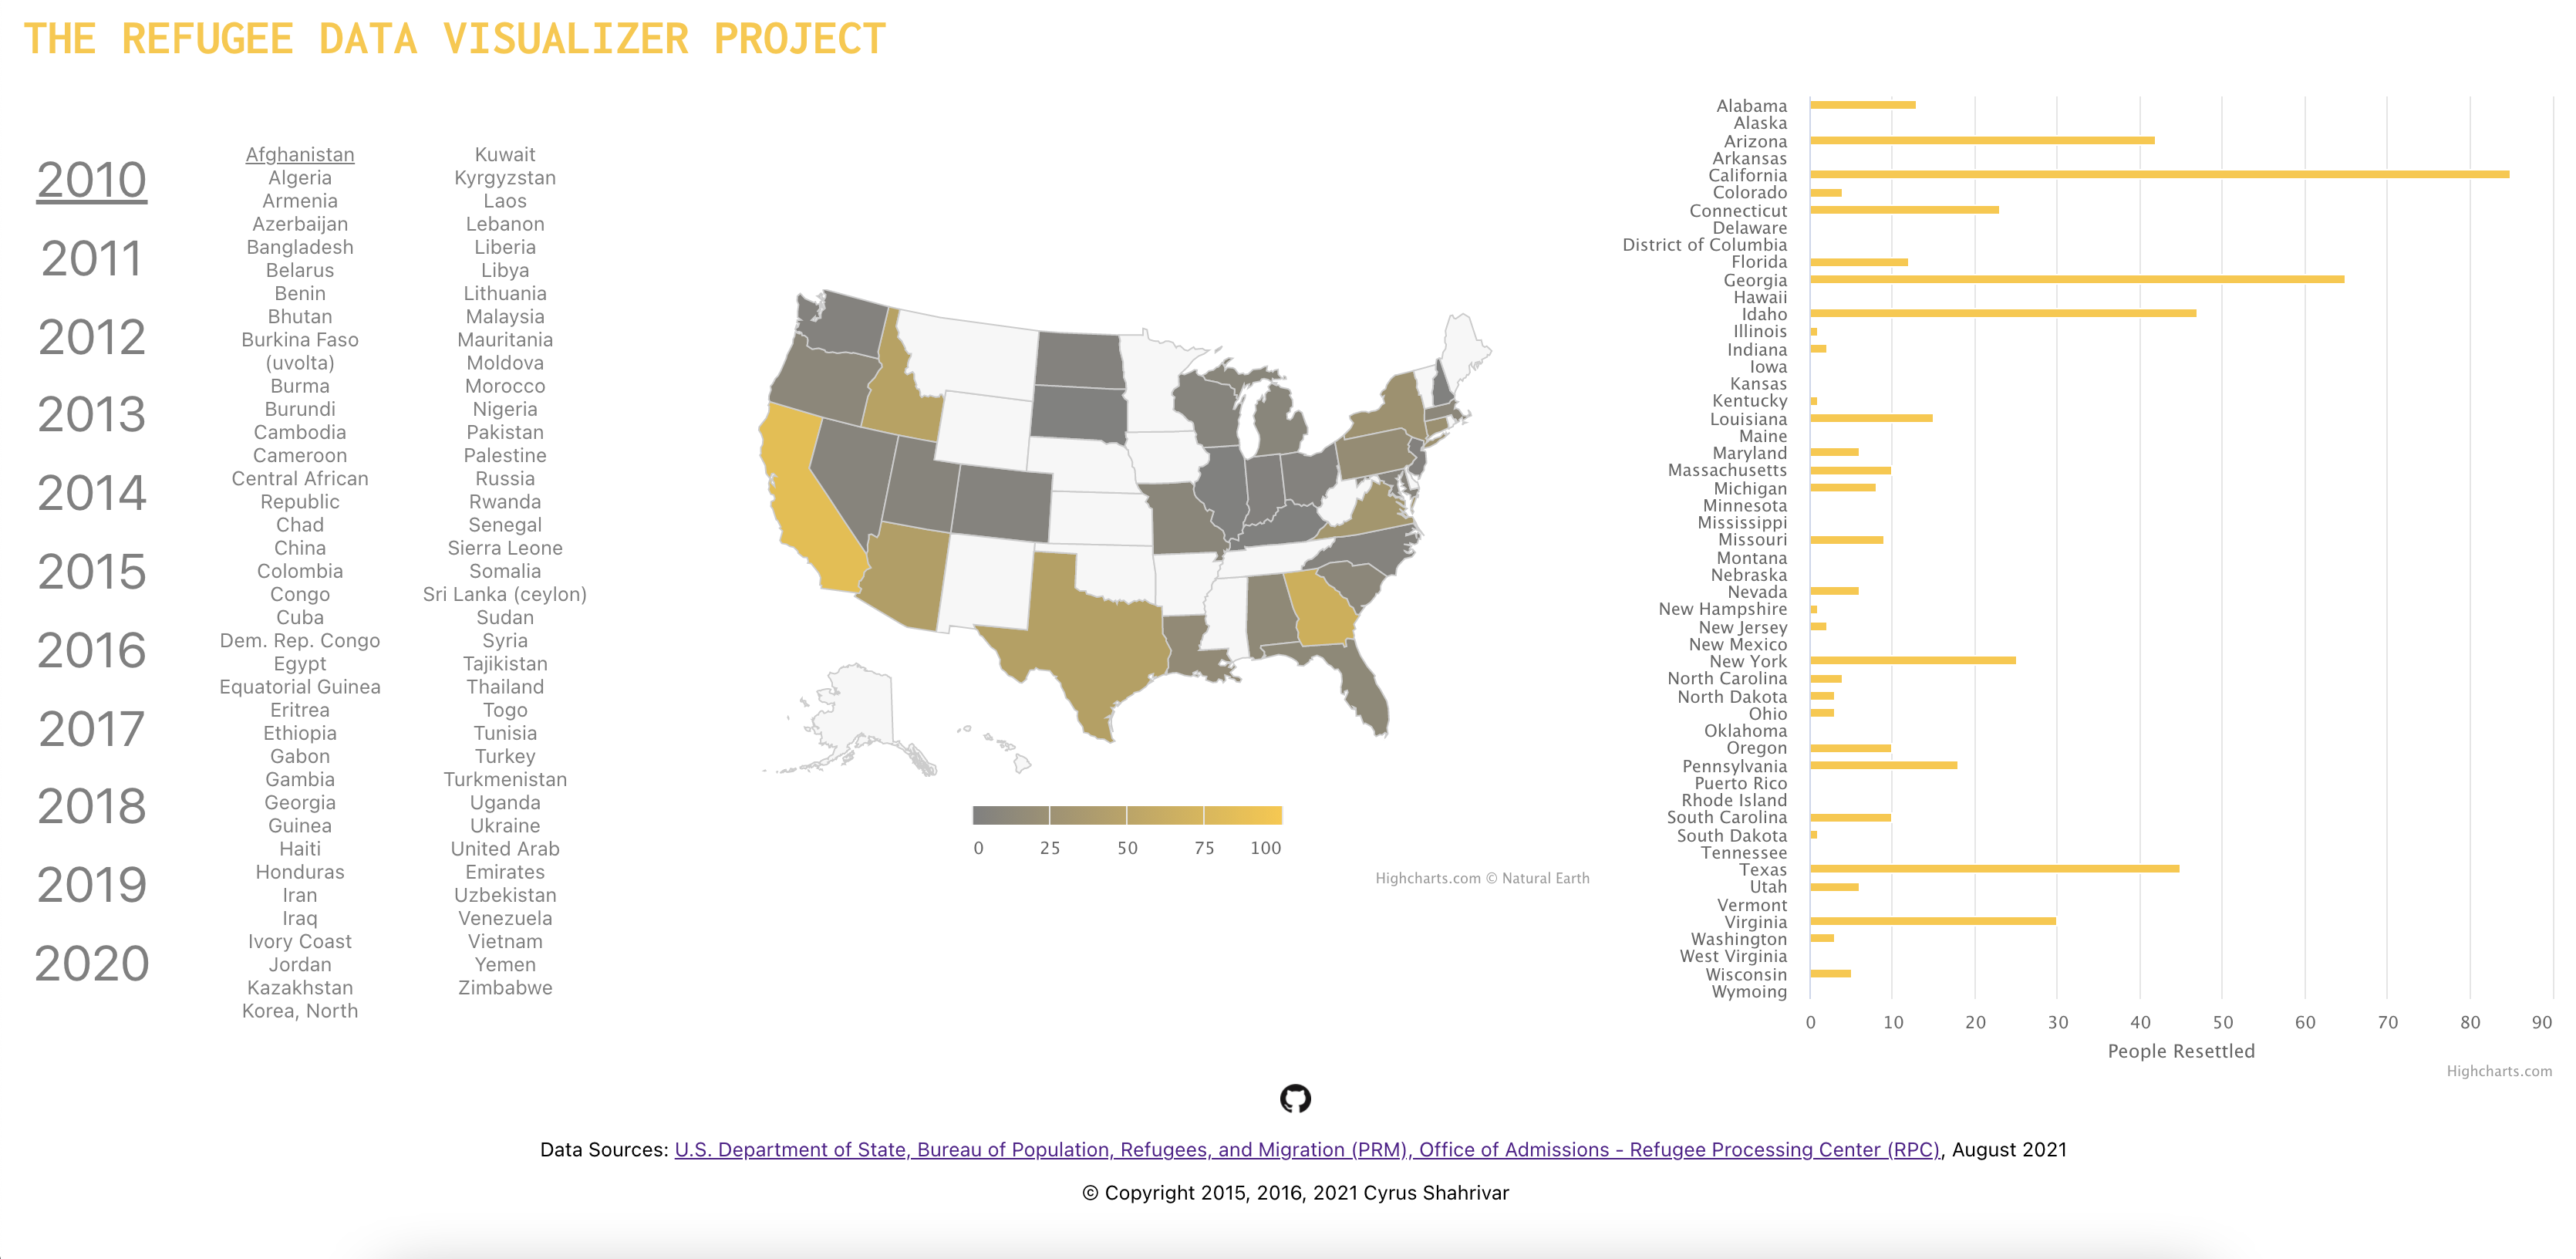 THE REFUGEE DATA VISUALIZER PROJECT
2010
2011
2012
2013
2014
2015
2016
2017
2018
2019
2020
Afghanistan
Algeria
Armenia
Azerbaijan
Bangladesh
Belarus
Benin
Bhutan
Burkina Faso
(uvolta)
Burma
Burundi
Cambodia
Cameroon
Central African
Republic
Chad
China
Colombia
Congo
Cuba
Dem. Rep. Congo
Egypt
Equatorial Guinea
Eritrea
Ethiopia
Gabon
Gambia
Georgia
Guinea
Haiti
Honduras
Iran
Iraq
Ivory Coast
Jordan
Kazakhstan
Korea, North
Kuwait
Kyrgyzstan
Laos
Lebanon
Liberia
Libya
Lithuania
Malaysia
Mauritania
Moldova
Morocco
Nigeria
Pakistan
Palestine
Russia
Rwanda
Senegal
Sierra Leone
Somalia
Sri Lanka (ceylon)
Sudan
Syria
Tajikistan
Thailand
Togo
Tunisia
Turkey
Turkmenistan
Uganda
Ukraine
United Arab
Emirates
Uzbekistan
Venezuela
Vietnam
Yemen
Zimbabwe
0 25 50 75 100
Highcharts.com © Natural Earth
Alabama
Alaska
Arizona
Arkansas
California
Colorado
Connecticut
Delaware
District of Columbia
Florida
Georgia
Hawaii
Idaho
Illinois
Indiana
Iowa
Kansas
Kentucky
Louisiana
Maine
Maryland
Massachusetts
Michigan
Minnesota
Mississippi
Missouri
Montana
Nebraska
Nevada
New Hampshire
New Jersey
New Mexico
New York
North Carolina
North Dakota
Ohio
Oklahoma
Oregon
Pennsylvania
Puerto Rico
Rhode Island
South Carolina
South Dakota
Tennessee
Texas
Utah
Vermont
Virginia
Washington
West Virginia
Wisconsin
Wymoing
0 10 20 30 40 50 60 70 80 90
People Resettled
Highcharts.com
Data Sources: U.S. Department of State, Bureau of Population, Refugees, and Migration (PRM), Office of Admissions - Refugee Processing Center (RPC), August 2021
© Copyright 2015, 2016, 2021 Cyrus Shahrivar